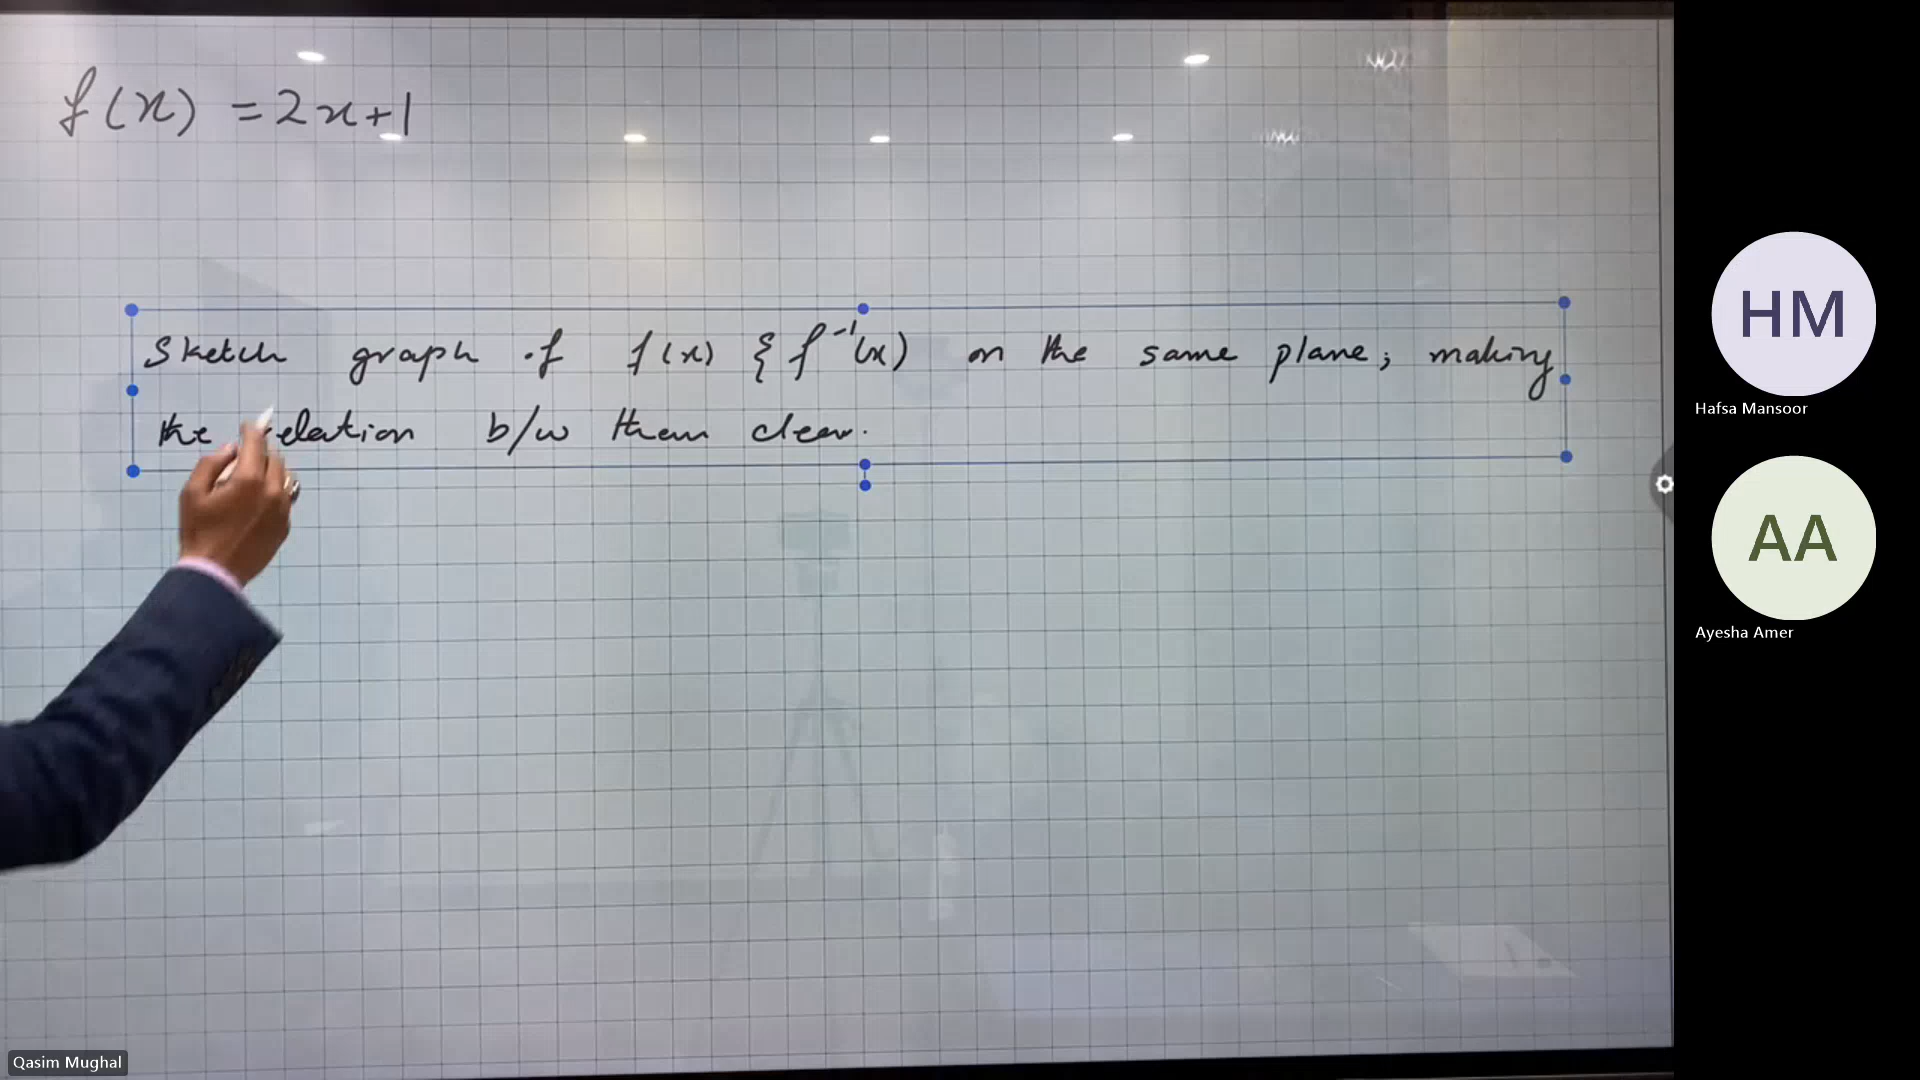 f(x) = 2x+1
Sketch graph of f(x) & f⁻¹(x) on the same plane, making
the relation b/w them clear.
HM
Hafsa Mansoor
AA
Ayesha Amer
Qasim Mughal